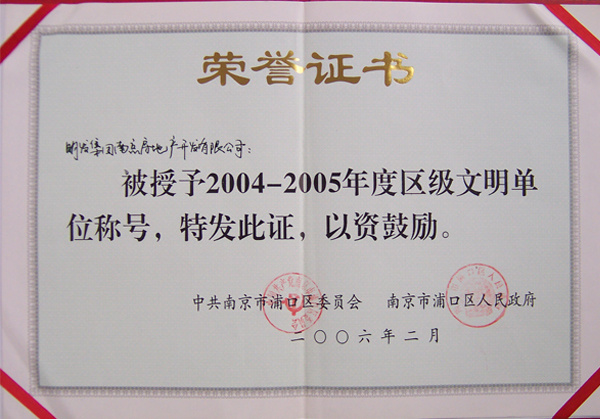 荣誉证书
明发集团南京房地产开发有限公司：
被授予2004-2005年度区级文明单
位称号，特发此证，以资鼓励。
中共南京市浦口区委员会 南京市浦口区人民政府
二〇〇六年二月